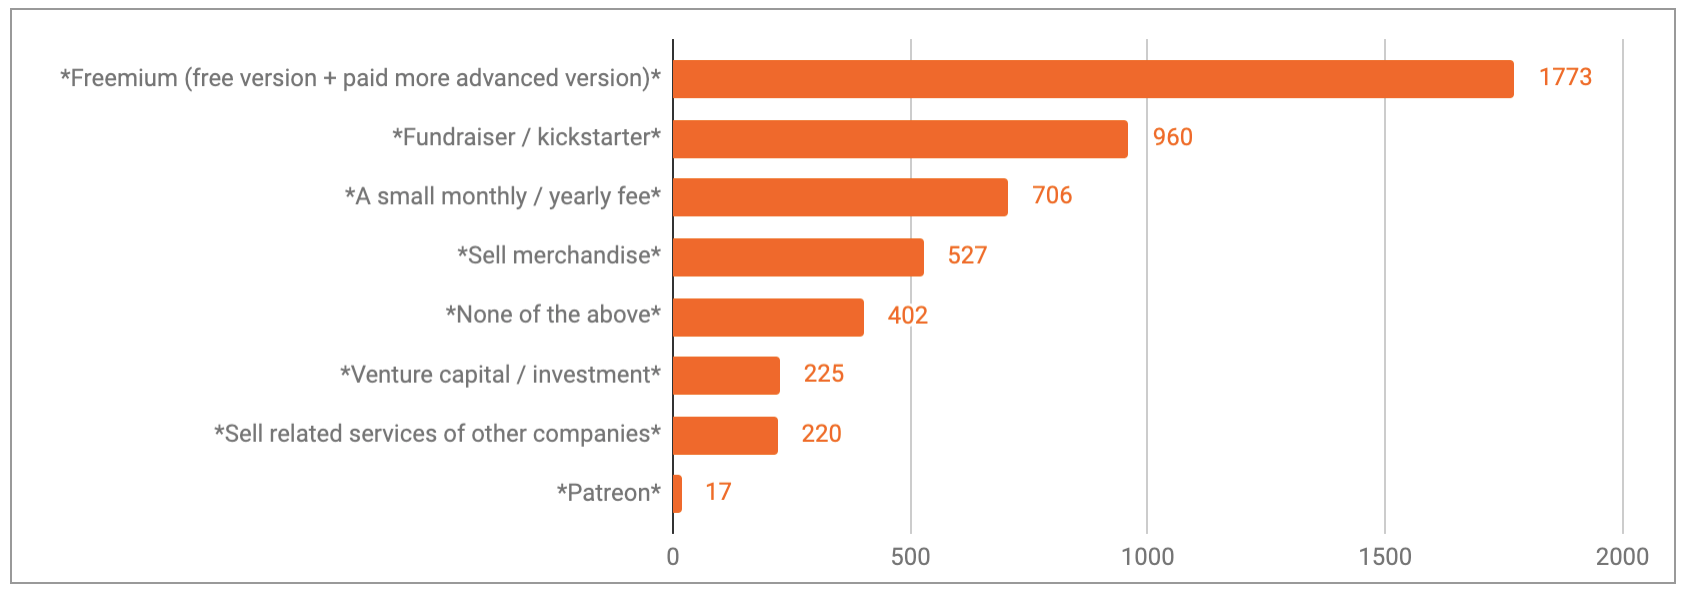 *Freemium (free version + paid more advanced version)* 1773
*Fundraiser / kickstarter* 960
*A small monthly / yearly fee* 706
*Sell merchandise* 527
*None of the above* 402
*Venture capital / investment* 225
*Sell related services of other companies* 220
*Patreon* 17
0 500 1000 1500 2000